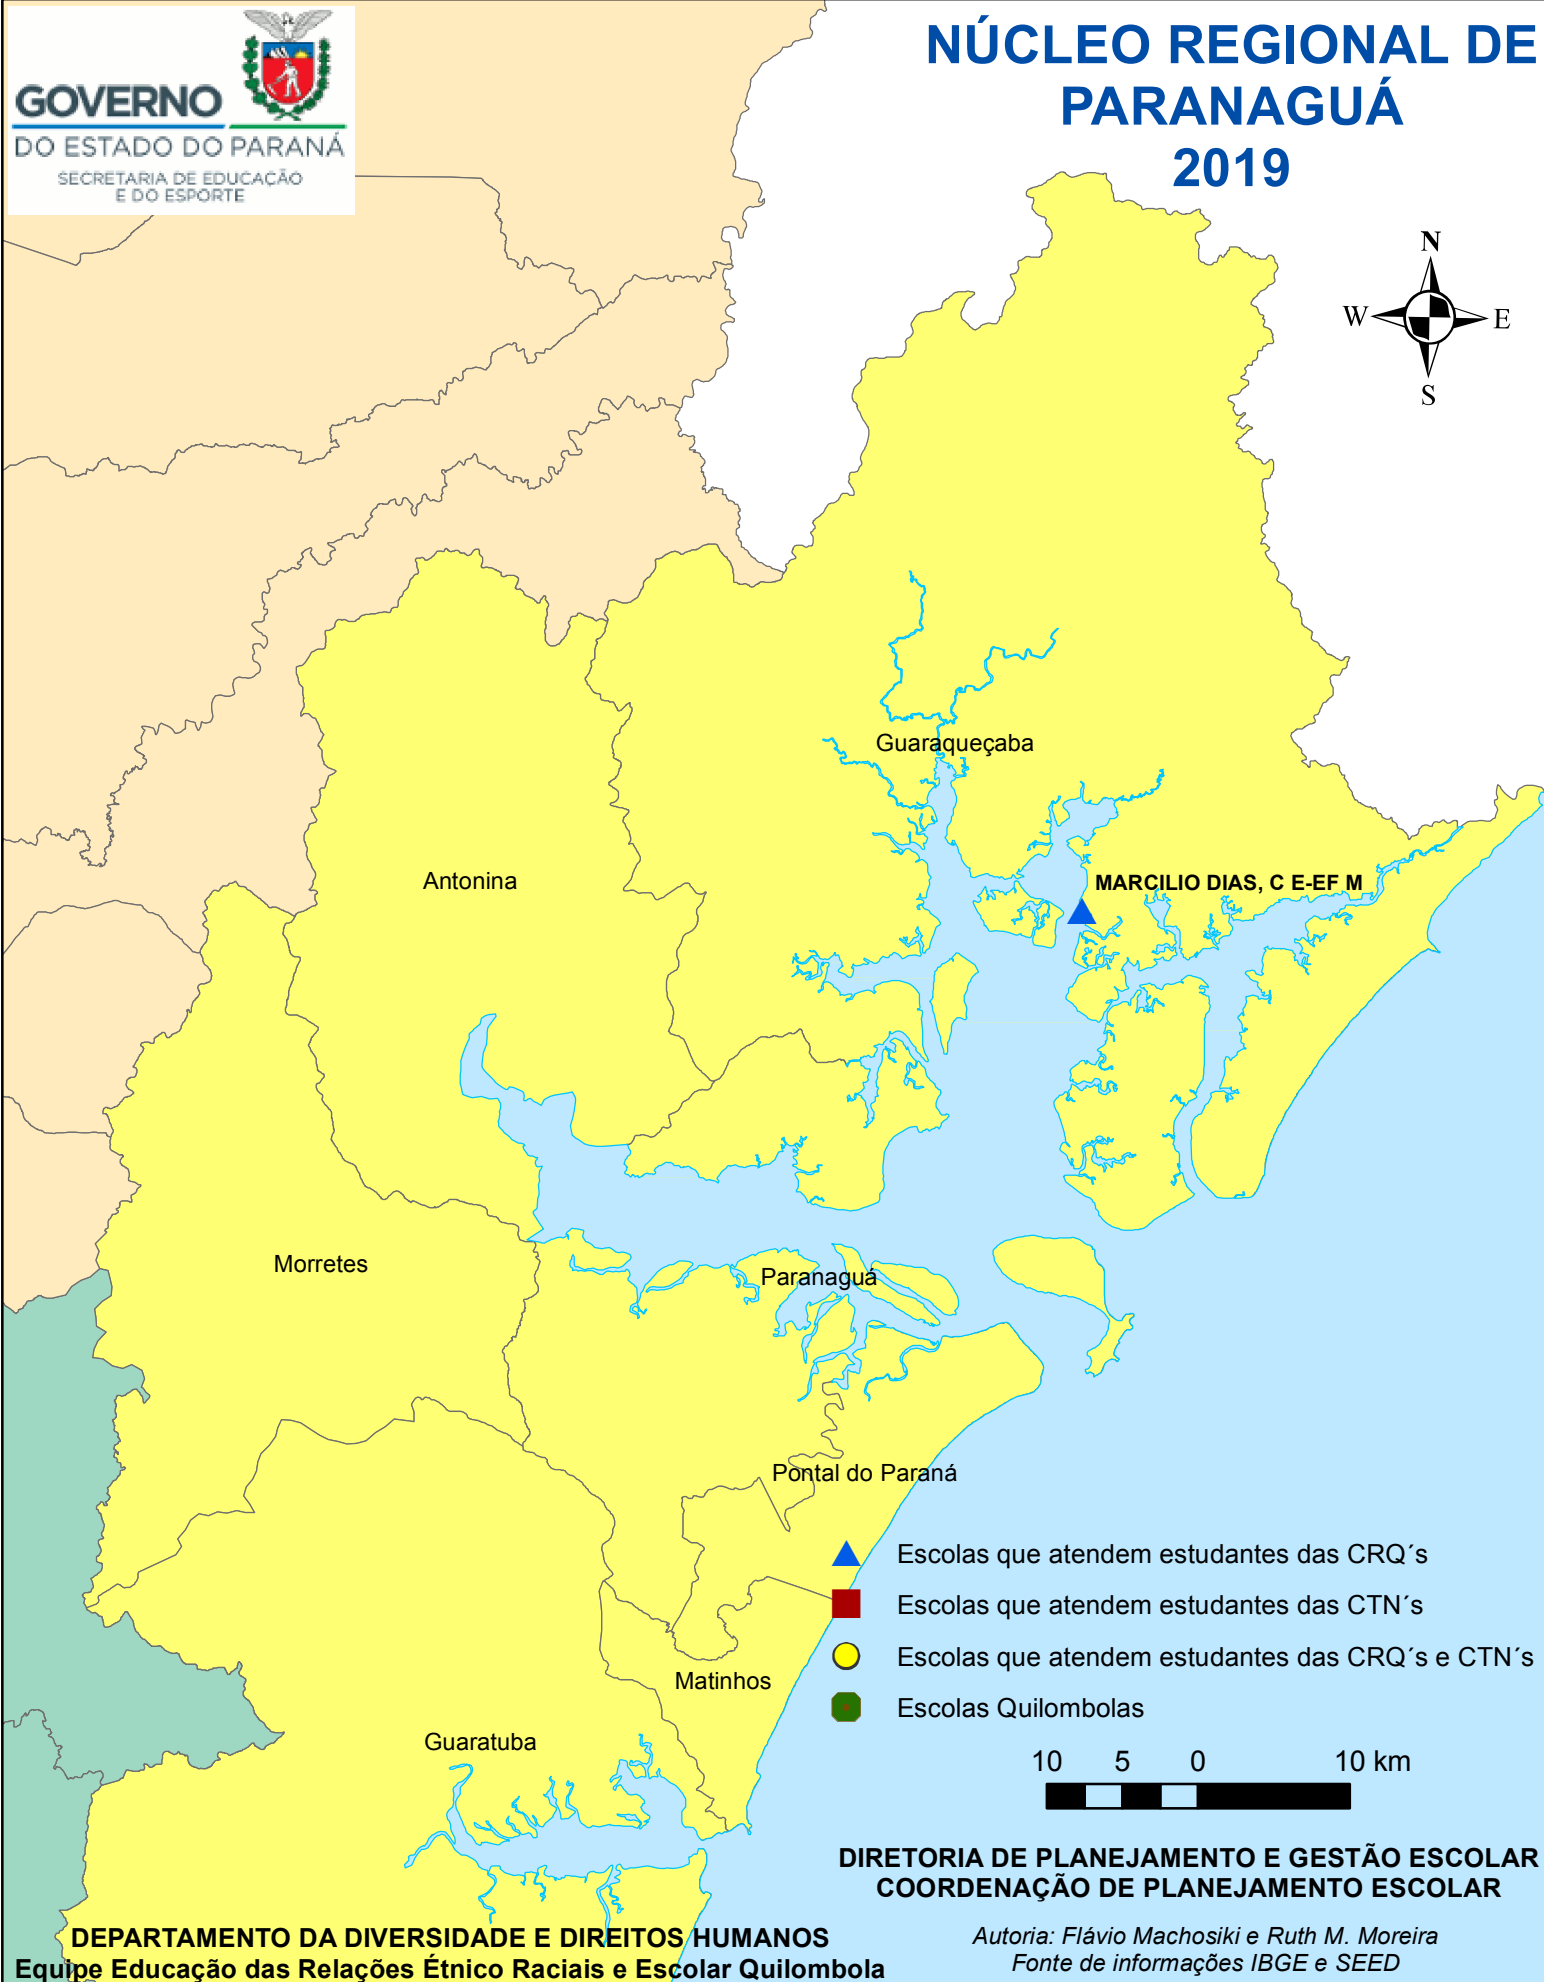 GOVERNO
DO ESTADO DO PARANÁ
SECRETARIA DE EDUCAÇÃO
E DO ESPORTE
NÚCLEO REGIONAL DE
PARANAGUÁ
2019
N
W
E
S
Guaraqueçaba
Antonina
MARCILIO DIAS, C E-EF M
Morretes
Paranaguá
Pontal do Paraná
Matinhos
Guaratuba
Escolas que atendem estudantes das CRQ´s
Escolas que atendem estudantes das CTN´s
Escolas que atendem estudantes das CRQ´s e CTN´s
Escolas Quilombolas
10 5 0 10 km
DIRETORIA DE PLANEJAMENTO E GESTÃO ESCOLAR
COORDENAÇÃO DE PLANEJAMENTO ESCOLAR
Autoria: Flávio Machosiki e Ruth M. Moreira
Fonte de informações IBGE e SEED
DEPARTAMENTO DA DIVERSIDADE E DIREITOS HUMANOS
Equipe Educação das Relações Étnico Raciais e Escolar Quilombola